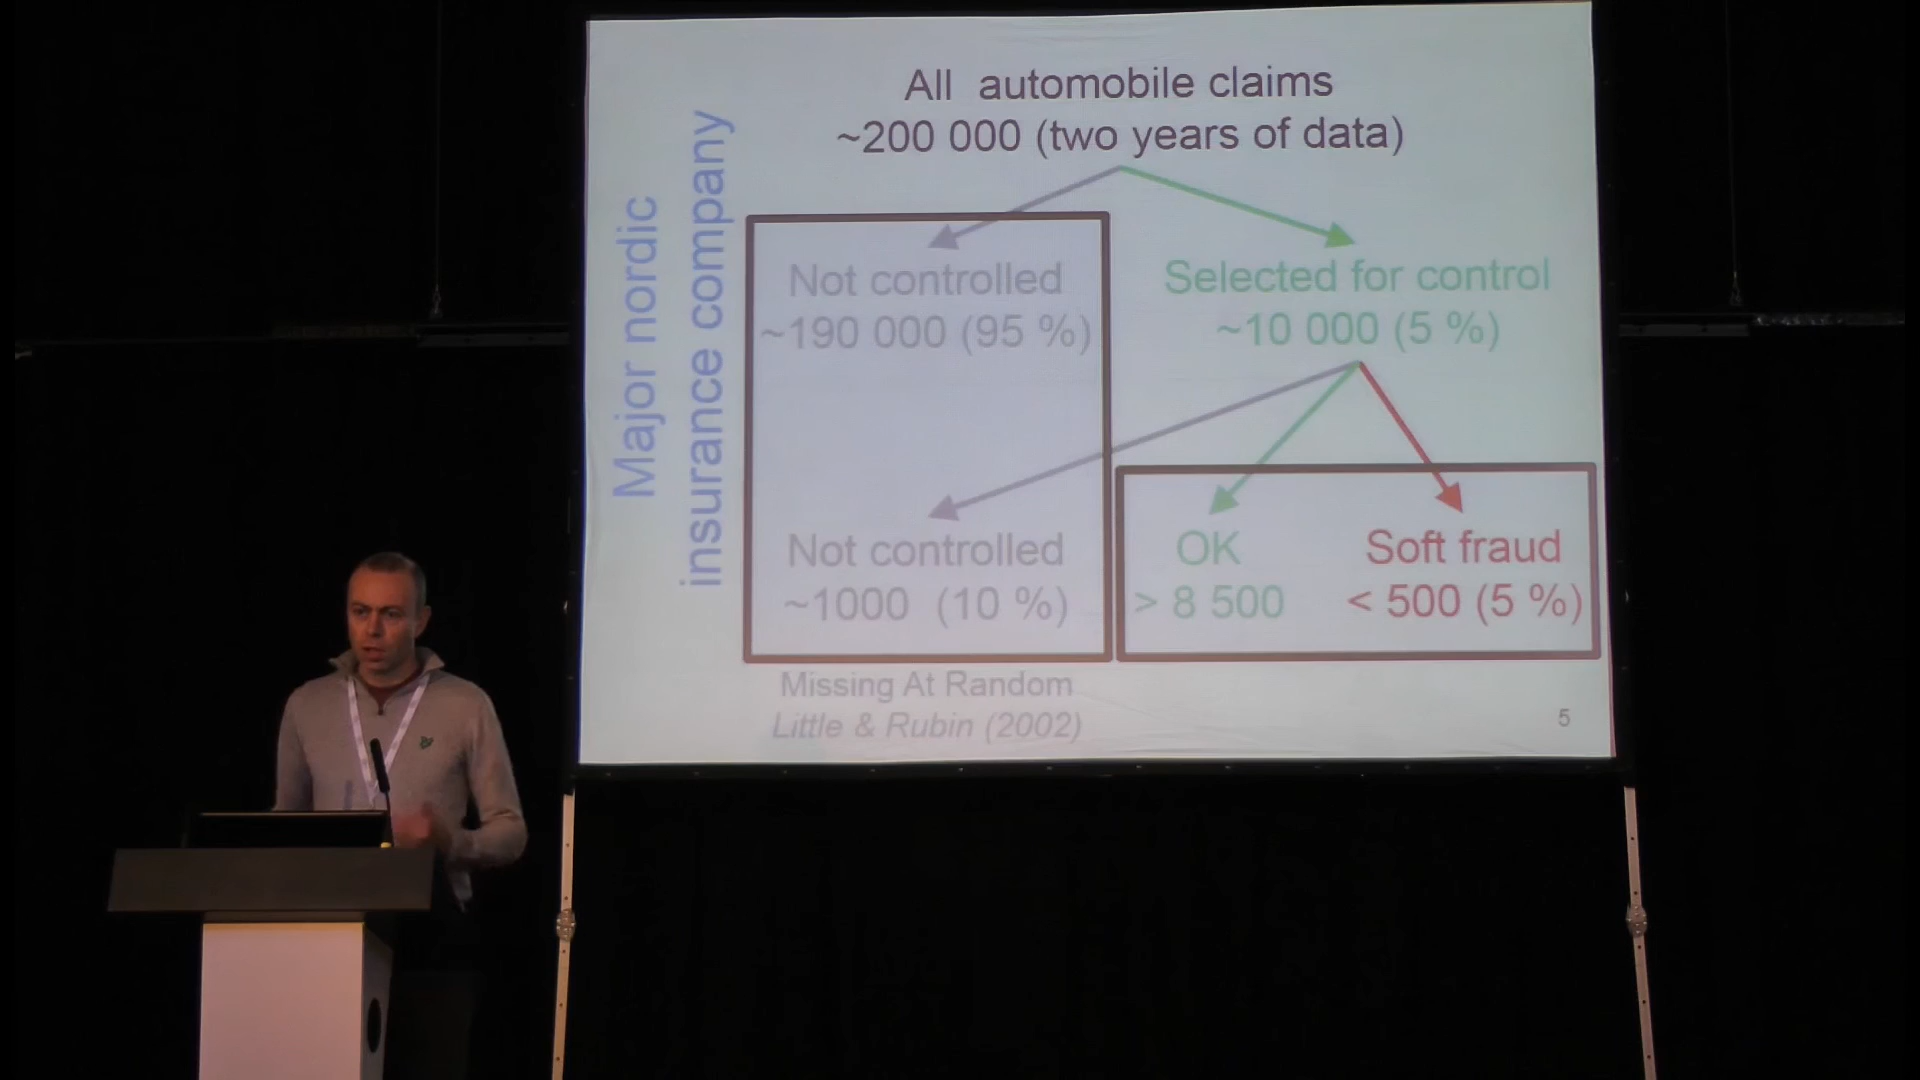 All automobile claims
~200 000 (two years of data)
Major nordic
insurance company
Not controlled
~190 000 (95 %)
Selected for control
~10 000 (5 %)
Not controlled
~1000 (10 %)
OK
> 8 500
Soft fraud
< 500 (5 %)
Missing At Random
Little & Rubin (2002)
5